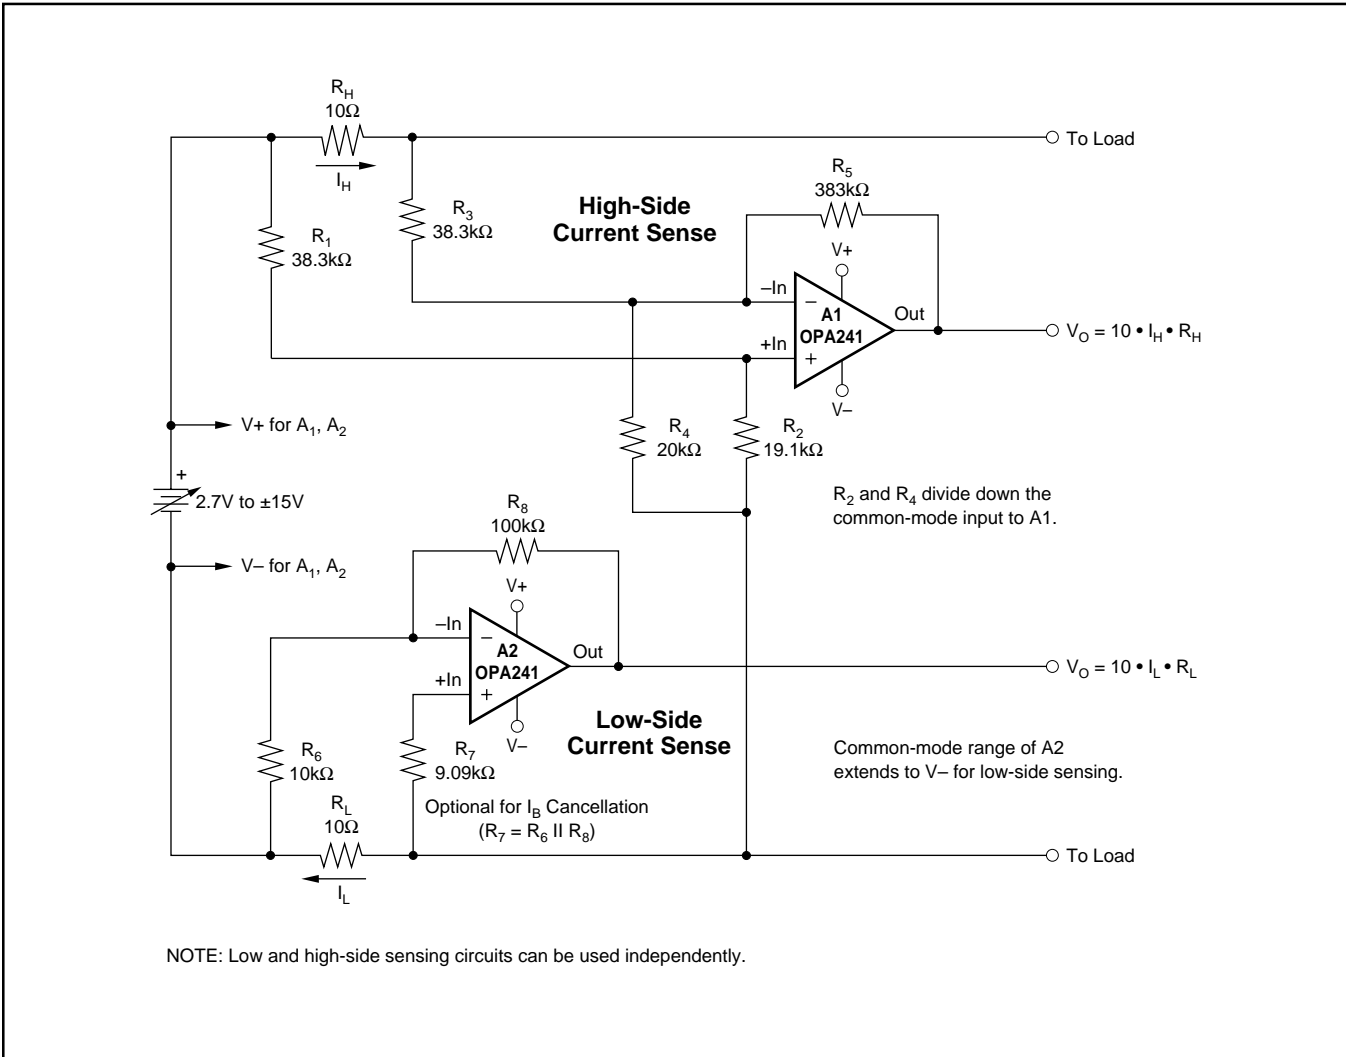 R_H
10Ω
To Load
I_H
R_5
383kΩ
R_3
38.3kΩ
High-Side
Current Sense
R_1
38.3kΩ
V+
–In
–
A1
OPA241
Out
V_O = 10 • I_H • R_H
+In
+
V–
V+ for A_1, A_2
R_4
20kΩ
R_2
19.1kΩ
+
2.7V to ±15V
R_2 and R_4 divide down the
common-mode input to A1.
R_8
100kΩ
V– for A_1, A_2
V+
–In
–
A2
OPA241
Out
V_O = 10 • I_L • R_L
+In
+
V–
Low-Side
Current Sense
R_6
10kΩ
R_7
9.09kΩ
Common-mode range of A2
extends to V– for low-side sensing.
R_L
10Ω
Optional for I_B Cancellation
(R_7 = R_6 II R_8)
To Load
I_L
NOTE: Low and high-side sensing circuits can be used independently.